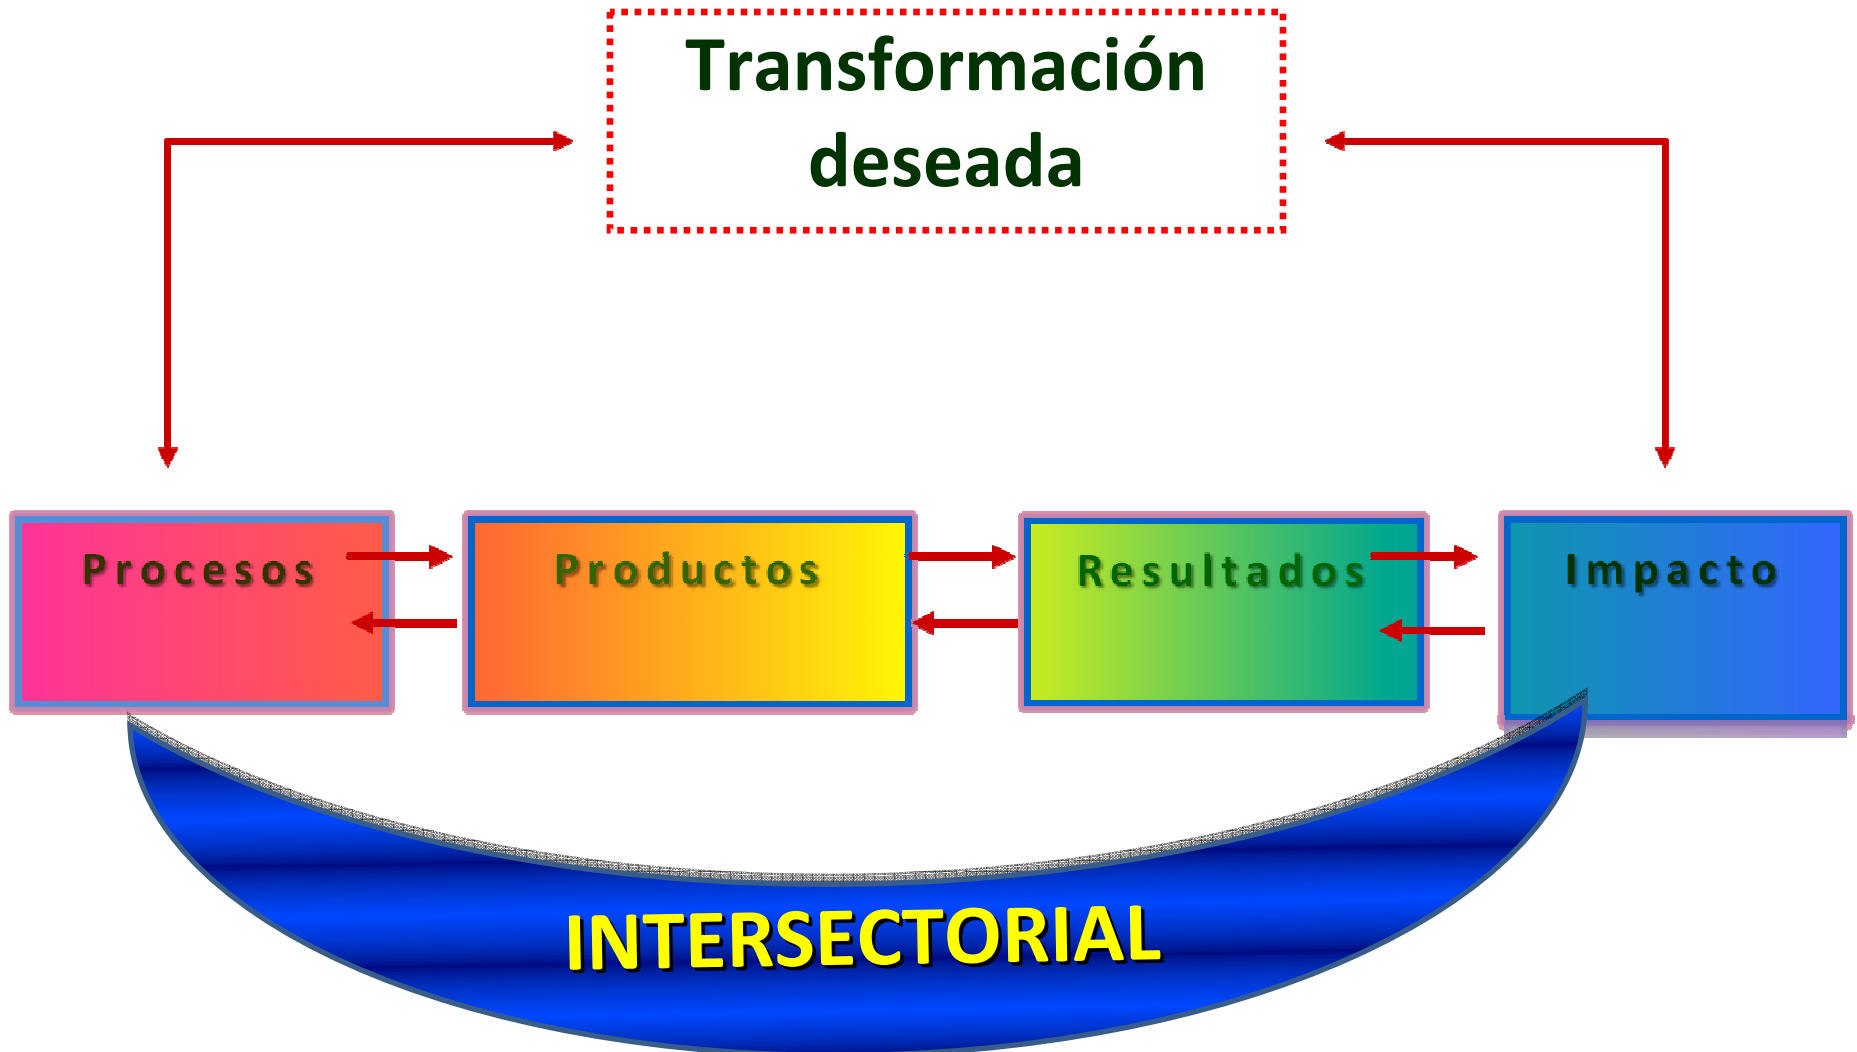 Transformación
deseada
Procesos
Productos
Resultados
Impacto
INTERSECTORIAL